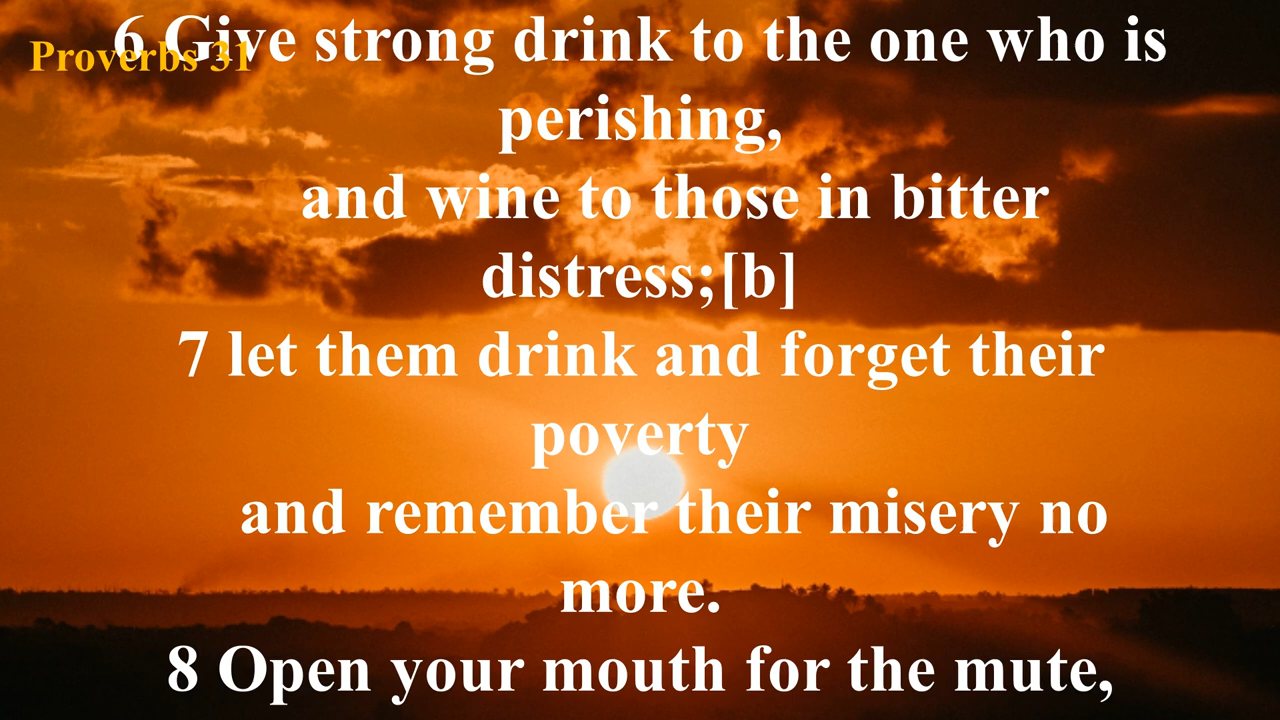 Proverbs 31
6 Give strong drink to the one who is
perishing,
and wine to those in bitter
distress;[b]
7 let them drink and forget their
poverty
and remember their misery no
more.
8 Open your mouth for the mute,